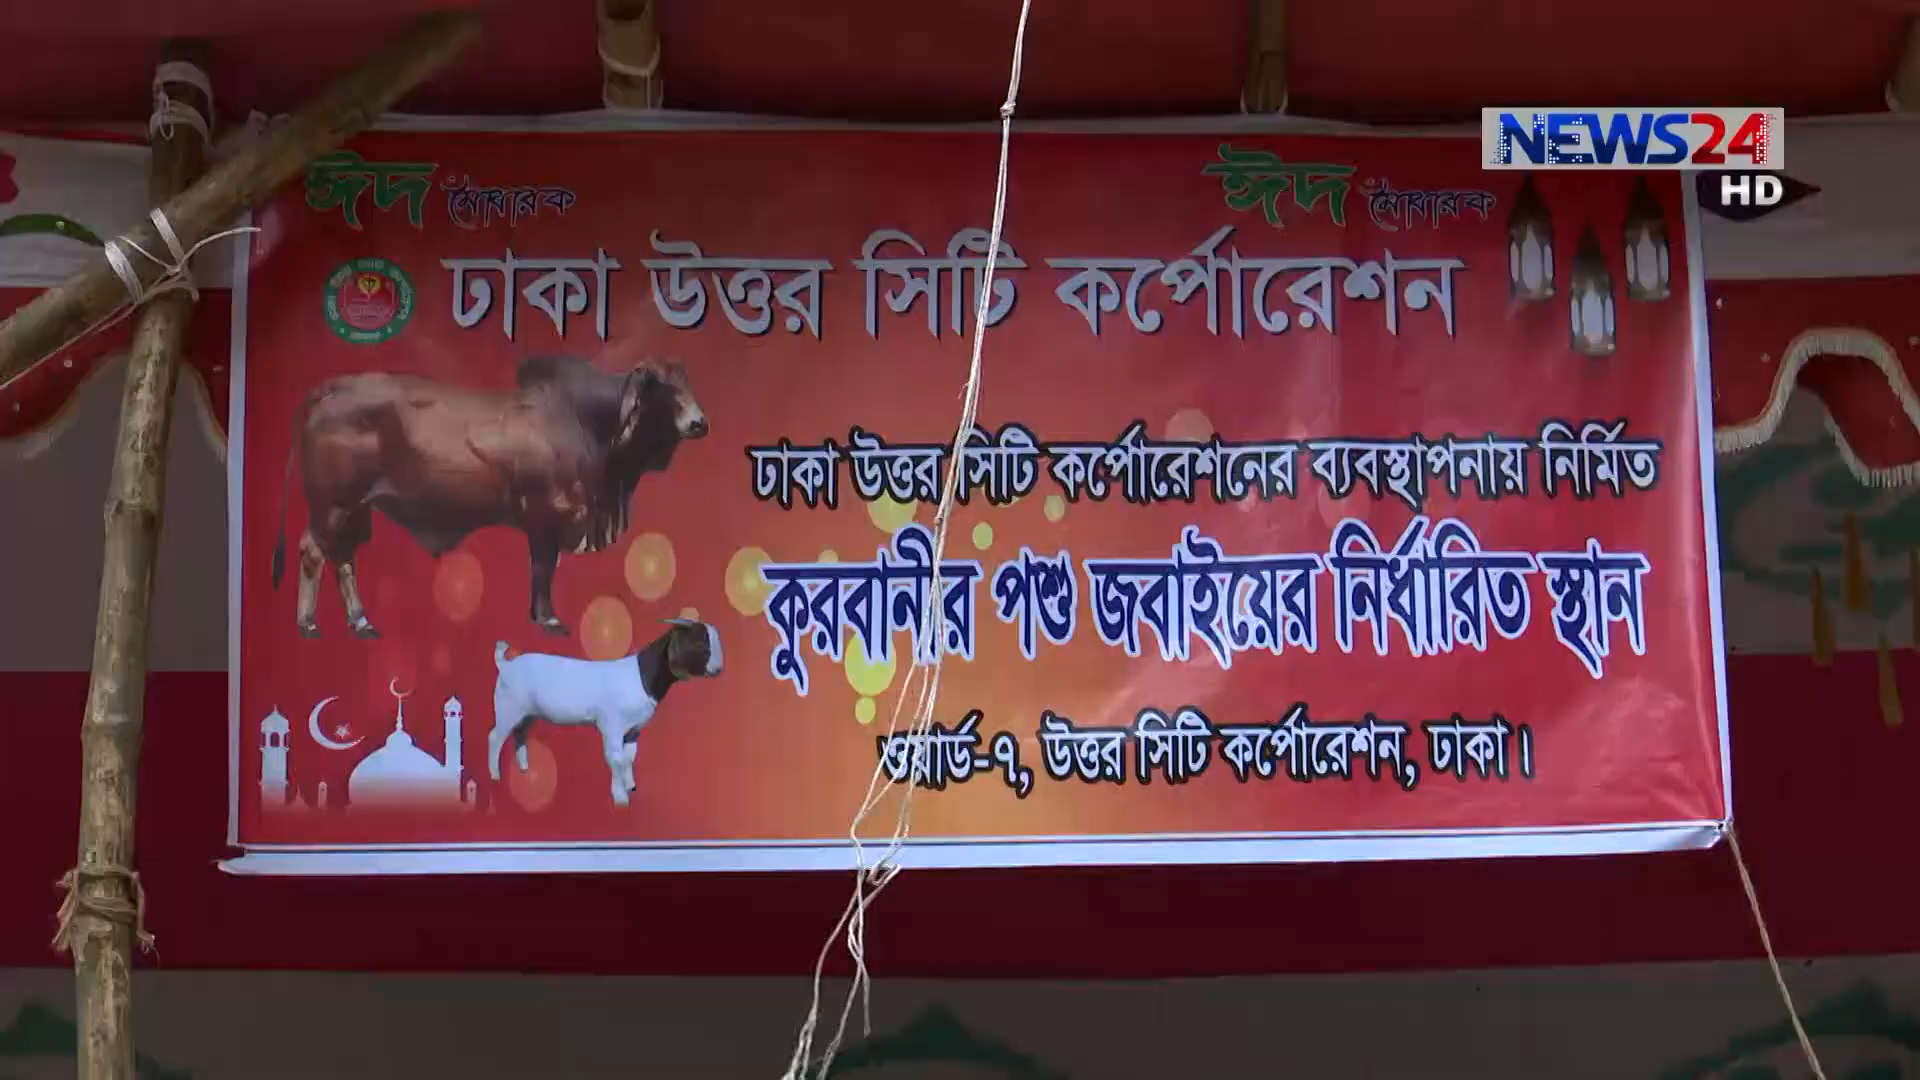 NEWS24
HD
ঈদ মোবারক
ঈদ মোবারক
ঢাকা উত্তর সিটি কর্পোরেশন
ঢাকা উত্তর সিটি কর্পোরেশনের ব্যবস্থাপনায় নির্মিত
কুরবানীর পশু জবাইয়ের নির্ধারিত স্থান
ওয়ার্ড-৭, উত্তর সিটি কর্পোরেশন, ঢাকা।